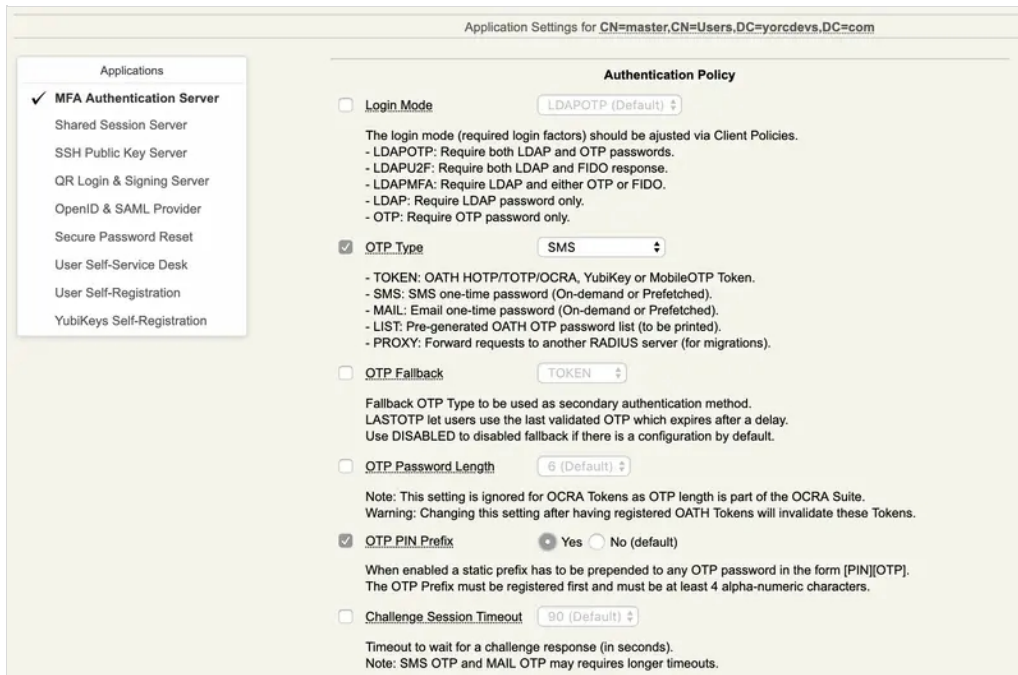 Application Settings for CN=master,CN=Users,DC=yorcdevs,DC=com
Applications
MFA Authentication Server
Shared Session Server
SSH Public Key Server
QR Login & Signing Server
OpenID & SAML Provider
Secure Password Reset
User Self-Service Desk
User Self-Registration
YubiKeys Self-Registration
Authentication Policy
Login Mode LDAPOTP (Default)
The login mode (required login factors) should be ajusted via Client Policies.
- LDAPOTP: Require both LDAP and OTP passwords.
- LDAPU2F: Require both LDAP and FIDO response.
- LDAPMFA: Require LDAP and either OTP or FIDO.
- LDAP: Require LDAP password only.
- OTP: Require OTP password only.
OTP Type SMS
- TOKEN: OATH HOTP/TOTP/OCRA, YubiKey or MobileOTP Token.
- SMS: SMS one-time password (On-demand or Prefetched).
- MAIL: Email one-time password (On-demand or Prefetched).
- LIST: Pre-generated OATH OTP password list (to be printed).
- PROXY: Forward requests to another RADIUS server (for migrations).
OTP Fallback TOKEN
Fallback OTP Type to be used as secondary authentication method.
LASTOTP let users use the last validated OTP which expires after a delay.
Use DISABLED to disabled fallback if there is a configuration by default.
OTP Password Length 6 (Default)
Note: This setting is ignored for OCRA Tokens as OTP length is part of the OCRA Suite.
Warning: Changing this setting after having registered OATH Tokens will invalidate these Tokens.
OTP PIN Prefix Yes No (default)
When enabled a static prefix has to be prepended to any OTP password in the form [PIN][OTP].
The OTP Prefix must be registered first and must be at least 4 alpha-numeric characters.
Challenge Session Timeout 90 (Default)
Timeout to wait for a challenge response (in seconds).
Note: SMS OTP and MAIL OTP may requires longer timeouts.